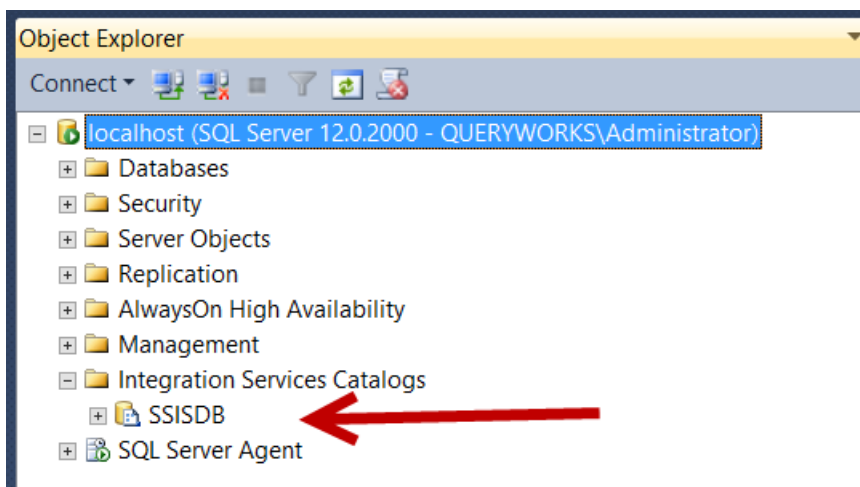 Object Explorer
Connect
localhost (SQL Server 12.0.2000 - QUERYWORKS\Administrator)
Databases
Security
Server Objects
Replication
AlwaysOn High Availability
Management
Integration Services Catalogs
SSISDB
SQL Server Agent